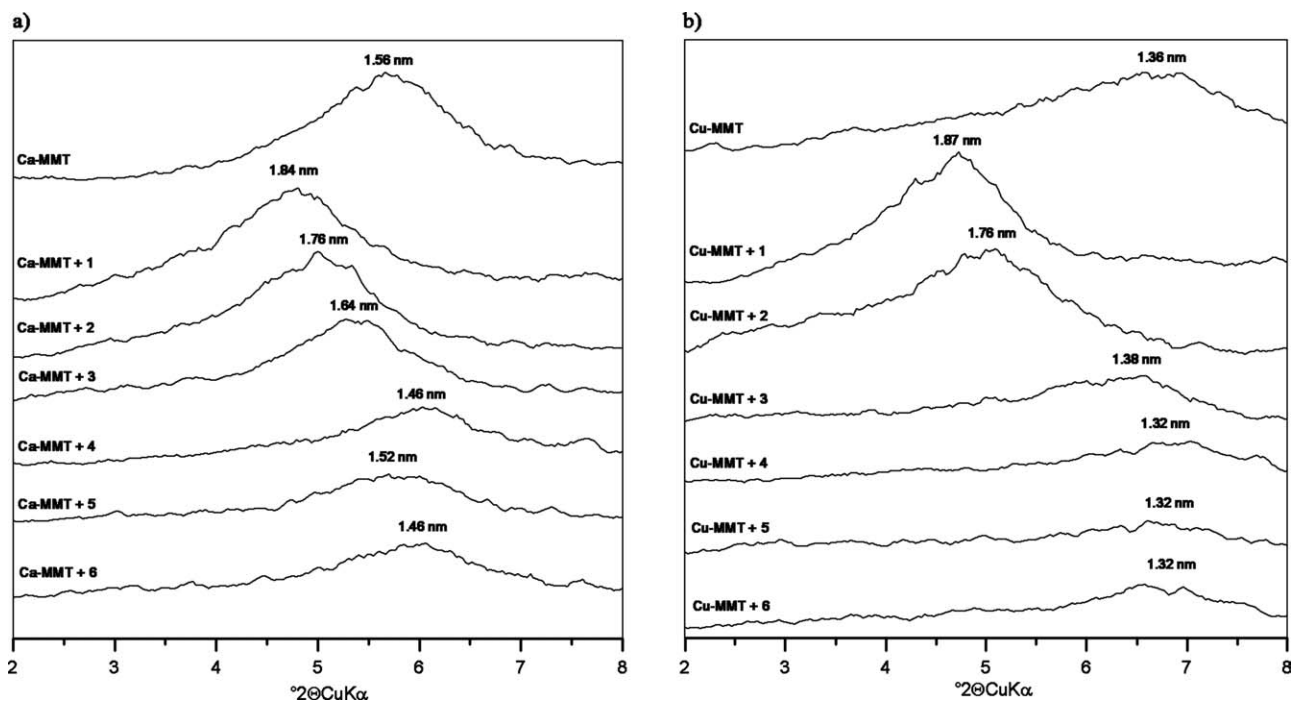 a)
1.56 nm
Ca-MMT
1.84 nm
Ca-MMT + 1
1.76 nm
Ca-MMT + 2
1.64 nm
Ca-MMT + 3
1.46 nm
Ca-MMT + 4
1.52 nm
Ca-MMT + 5
1.46 nm
Ca-MMT + 6
2 3 4 5 6 7 8
°2ΘCuKα
b)
1.36 nm
Cu-MMT
1.87 nm
Cu-MMT + 1
1.76 nm
Cu-MMT + 2
1.38 nm
Cu-MMT + 3
1.32 nm
Cu-MMT + 4
1.32 nm
Cu-MMT + 5
1.32 nm
Cu-MMT + 6
2 3 4 5 6 7 8
°2ΘCuKα